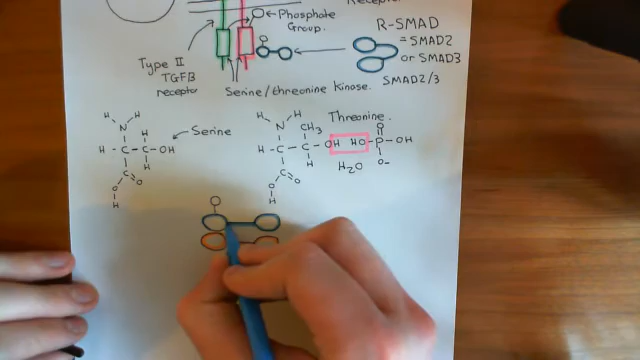 Phosphate
Group.
R-SMAD
= SMAD2
or SMAD3
SMAD2/3
Type II
TGFβ
receptor
Serine/threonine kinase.
Threonine.
Serine
H H
N
H
H - C - C - OH
H
C
O O
H
H H
N CH3
H - C - C - OH HO - P - OH
O
H
O-
C
O O
H
H2O